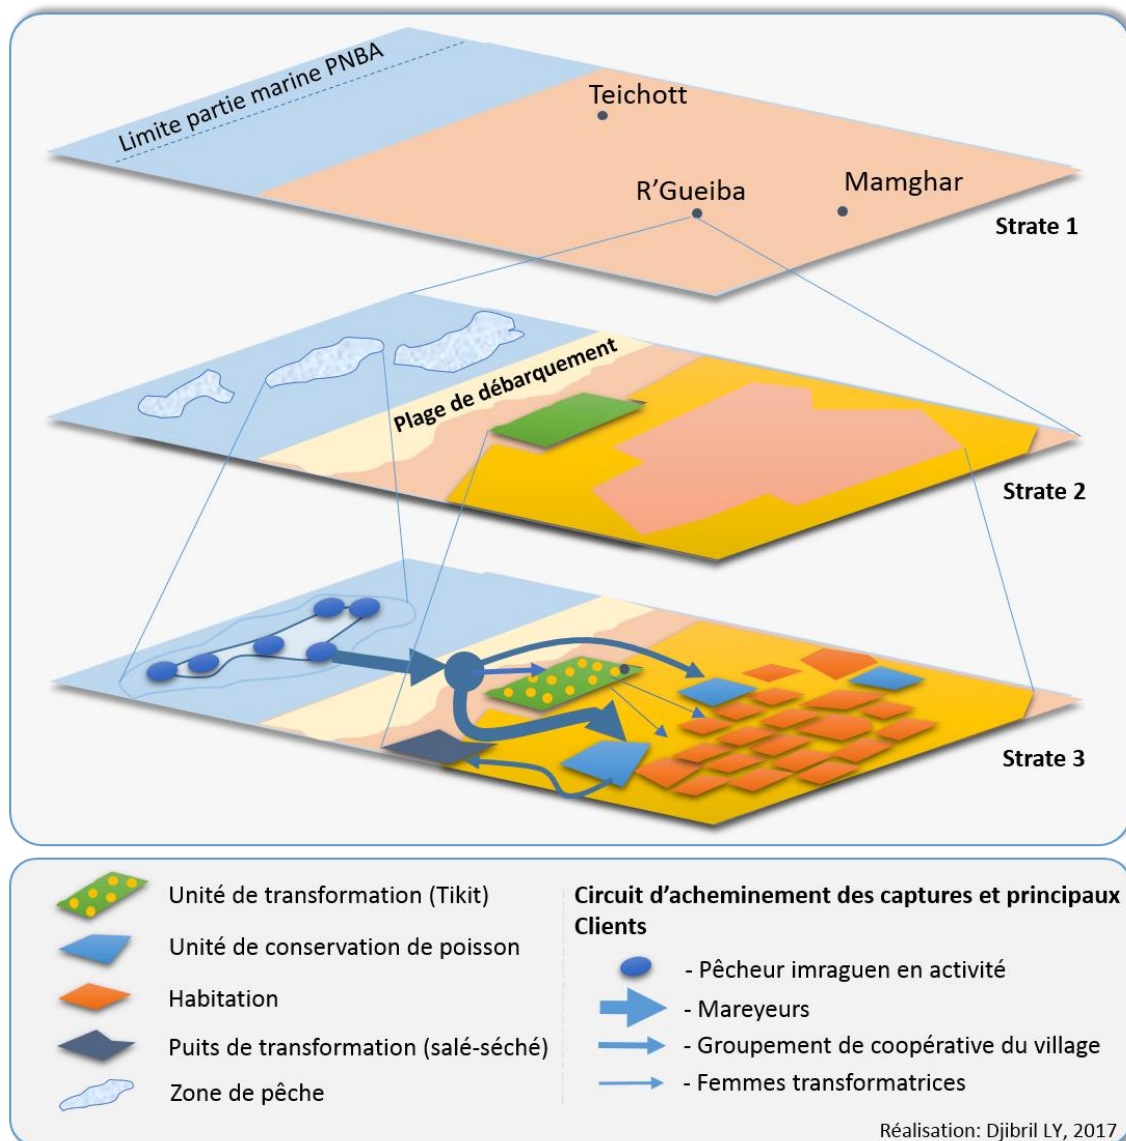 Limite partie marine PNBA
Teichott
R'Gueiba
Mamghar
Strate 1
Plage de débarquement
Strate 2
Strate 3
Unité de transformation (Tikit)
Unité de conservation de poisson
Habitation
Puits de transformation (salé-séché)
Zone de pêche
Circuit d'acheminement des captures et principaux
Clients
- Pêcheur imraguen en activité
- Mareyeurs
- Groupement de coopérative du village
- Femmes transformatrices
Réalisation: Djibril LY, 2017